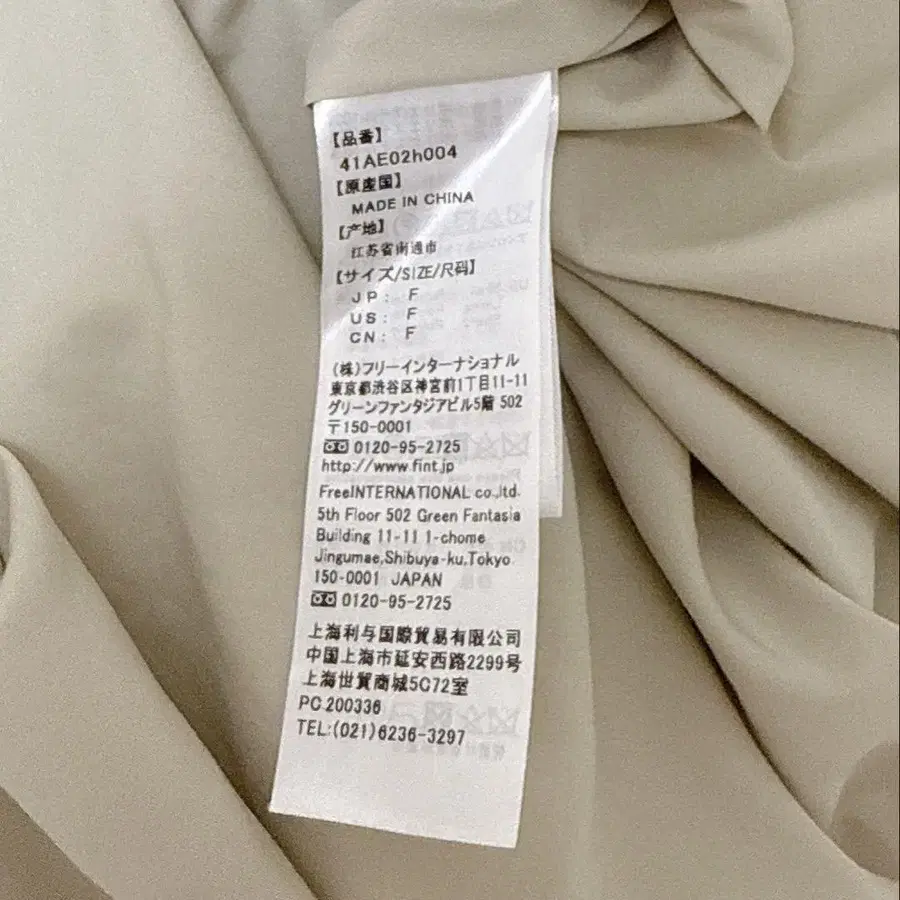 【品番】
41AE02h004
【原産国】
MADE IN CHINA
【产地】
江苏省南通市
【サイズ/SIZE/尺码】
JP: F
US: F
CN: F
(株)フリーインターナショナル
東京都渋谷区神宮前1丁目11-11
グリーンファンタジアビル5階 502
〒150-0001
0120-95-2725
http://www.fint.jp
FreeINTERNATIONAL co.,ltd.
5th Floor 502 Green Fantasia
Building 11-11 1-chome
Jingumae,Shibuya-ku,Tokyo
150-0001 JAPAN
0120-95-2725
上海利与国際貿易有限公司
中国上海市延安西路2299号
上海世貿商城5C72室
PC.200336
TEL:(021)6236-3297